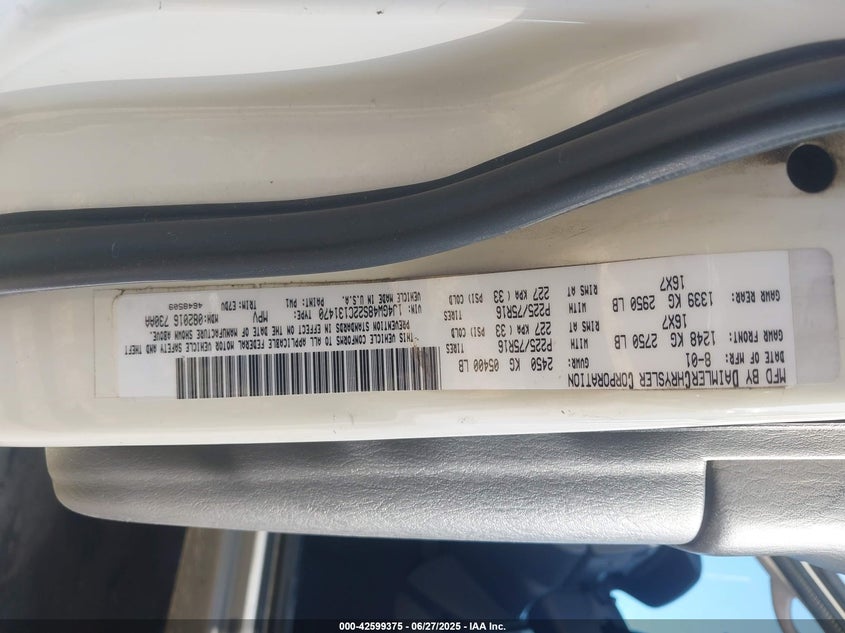 MFD BY DAIMLERCHRYSLER CORPORATION
DATE OF MFR: 8-01 GVWR: 2450 KG 05400 LB
GAWR FRONT: 1248 KG 2750 LB
WITH P225/75R16 TIRES
16X7 RIMS AT 227 KPA ( 33 PSI) COLD
GAWR REAR: 1339 KG 2950 LB
WITH P225/75R16 TIRES
16X7 RIMS AT 227 KPA ( 33 PSI) COLD
THIS VEHICLE CONFORMS TO ALL APPLICABLE FEDERAL MOTOR VEHICLE SAFETY AND THEFT
PREVENTION STANDARDS IN EFFECT ON THE DATE OF MANUFACTURE SHOWN ABOVE.
VIN: 1J4GW48S22C131470 TYPE: MPV MDH: 082016 730AA
VEHICLE MADE IN U.S.A. PAINT: PW1 TRIM: E7DV 4648509
000-42599375 | 06/27/2025 - IAA Inc.